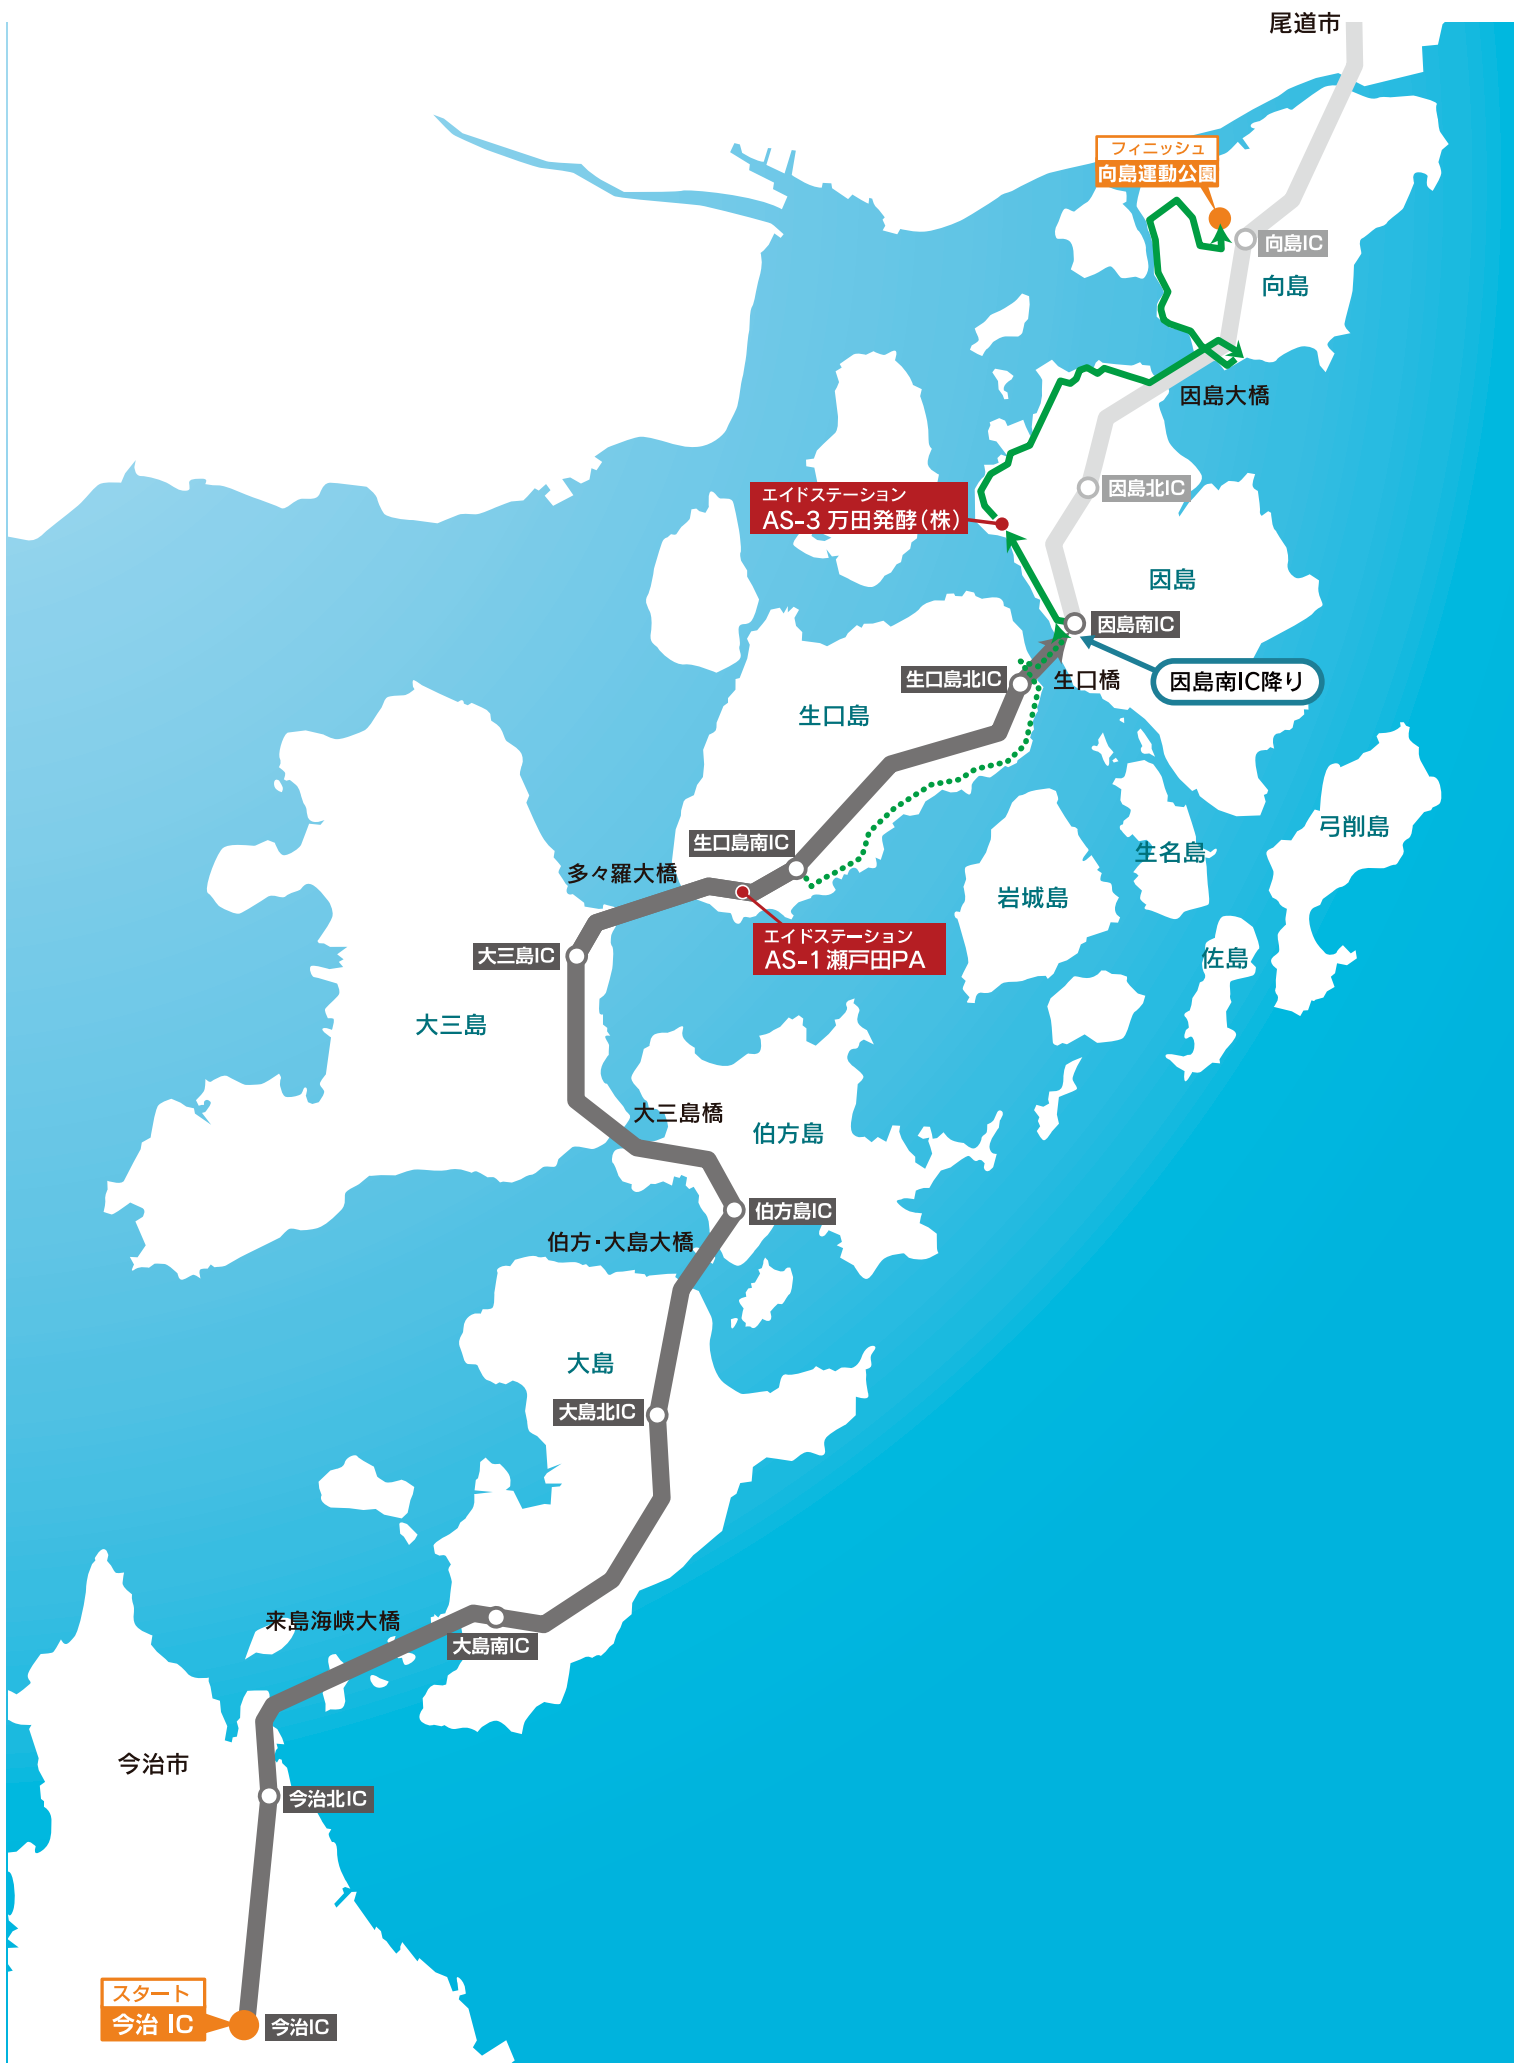 尾道市
フィニッシュ
向島運動公園
向島IC
向島
因島大橋
因島北IC
エイドステーション
AS-3 万田発酵(株)
因島
因島南IC
生口島北IC
生口橋
因島南IC降り
生口島
弓削島
生口島南IC
生名島
多々羅大橋
岩城島
エイドステーション
AS-1 瀬戸田PA
大三島IC
佐島
大三島
大三島橋
伯方島
伯方島IC
伯方・大島大橋
大島
大島北IC
来島海峡大橋
大島南IC
今治市
今治北IC
スタート
今治 IC
今治IC